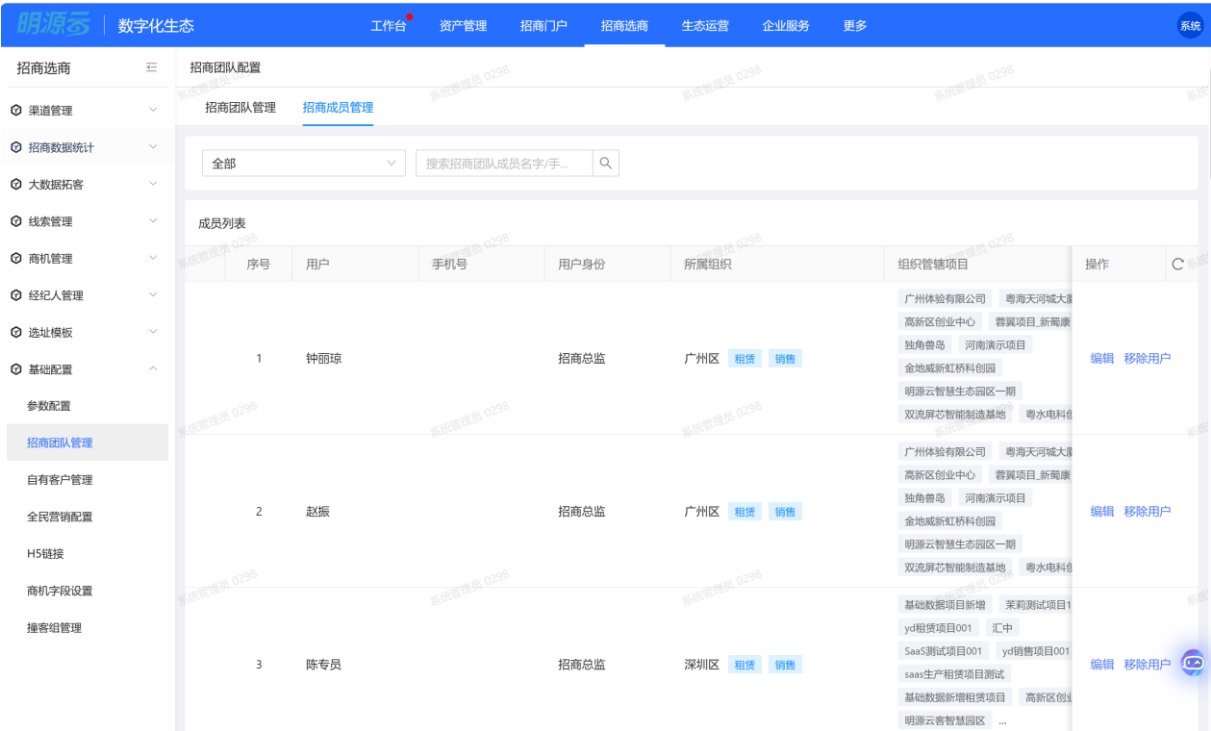 明源云 数字化生态 工作台 资产管理 招商门户 招商选商 生态运营 企业服务 更多 系统
招商选商
渠道管理
招商数据统计
大数据拓客
线索管理
商机管理
经纪人管理
选址模板
基础配置
参数配置
招商团队管理
自有客户管理
全民营销配置
H5链接
商机字段设置
撞客组管理
招商团队配置
招商团队管理 招商成员管理
全部 搜索招商团队成员名字/手...
成员列表
序号 用户 手机号 用户身份 所属组织 组织管辖项目 操作
1 钟丽琼 招商总监 广州区 租赁 销售
广州体验有限公司 粤海天河城大厦
高新区创业中心 蓉翼项目_新蜀康
独角兽岛 河南演示项目
金地威新虹桥科创园
明源云智慧生态园区一期
双流屏芯智能制造基地 粤水电科创
编辑 移除用户
2 赵振 招商总监 广州区 租赁 销售
广州体验有限公司 粤海天河城大厦
高新区创业中心 蓉翼项目_新蜀康
独角兽岛 河南演示项目
金地威新虹桥科创园
明源云智慧生态园区一期
双流屏芯智能制造基地 粤水电科创
编辑 移除用户
3 陈专员 招商总监 深圳区 租赁 销售
基础数据项目新增 茉莉测试项目1
yd租赁项目001 汇中
SaaS测试项目001 yd销售项目001
saas生产租赁项目测试
基础数据新增租赁项目 高新区创业
明源云客智慧园区 ...
编辑 移除用户
系统管理员 0298